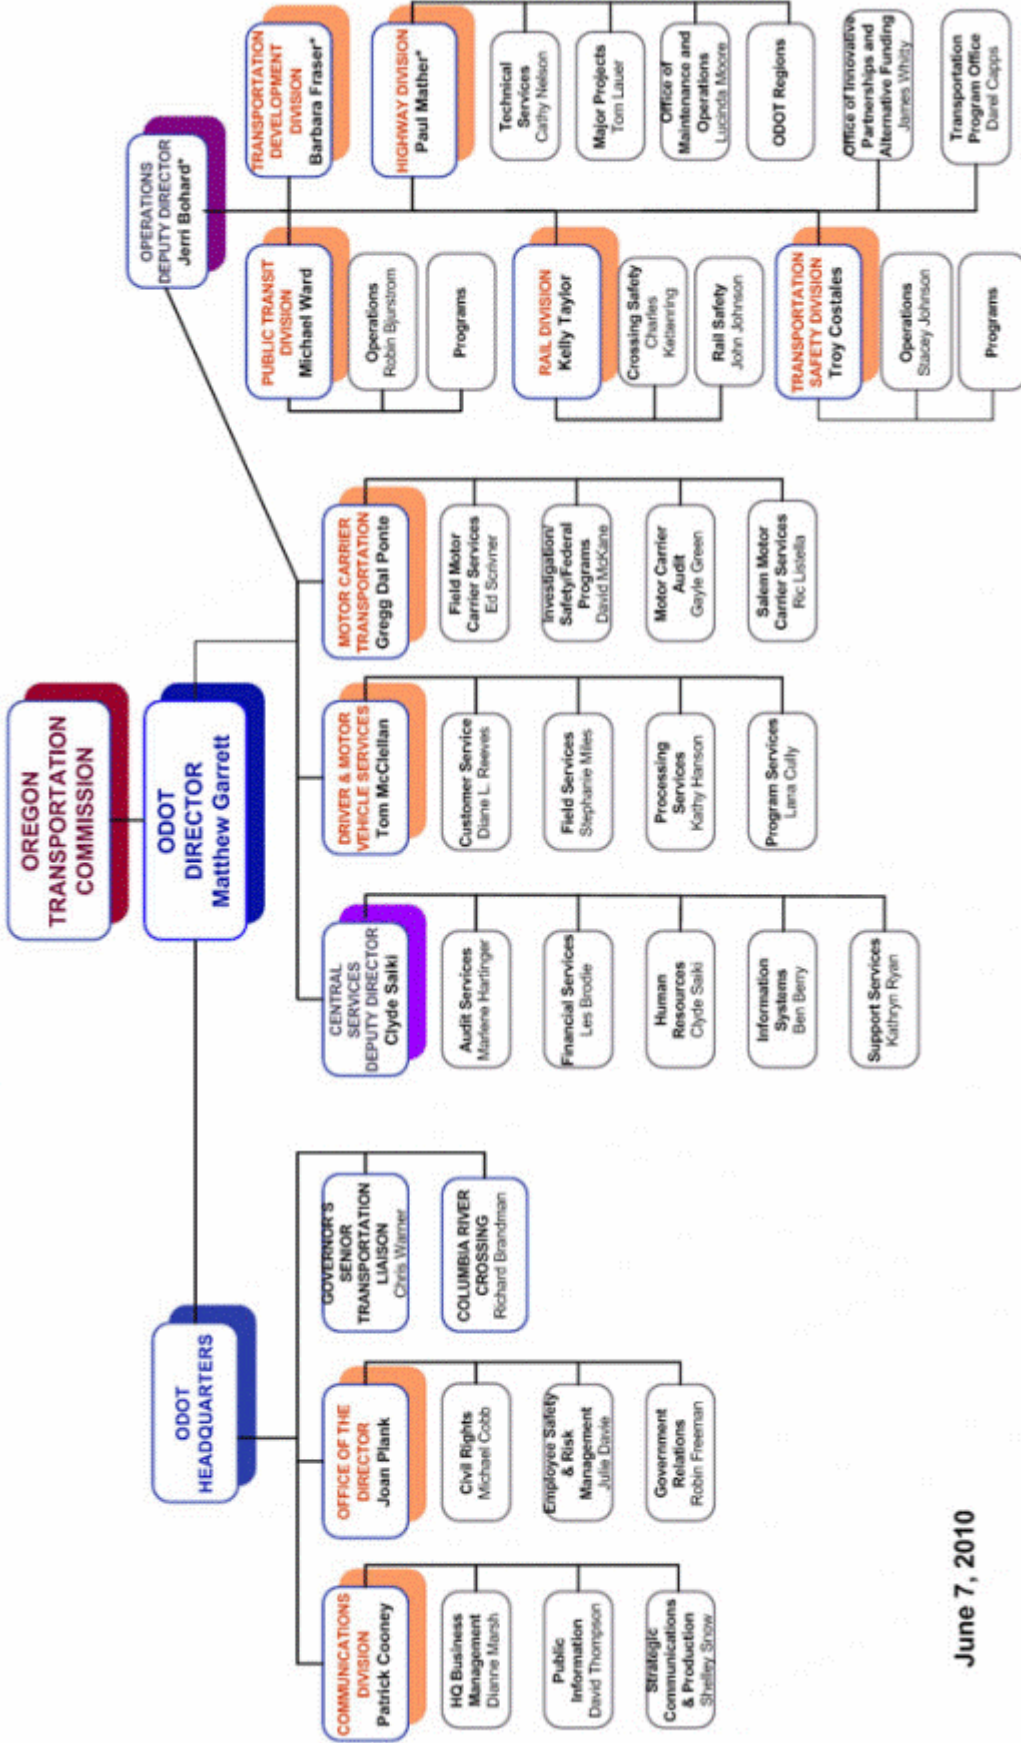 OREGON
TRANSPORTATION
COMMISSION
ODOT
DIRECTOR
Matthew Garrett
ODOT
HEADQUARTERS
OPERATIONS
DEPUTY DIRECTOR
Jerri Bohard*
COMMUNICATIONS
DIVISION
Patrick Cooney
HQ Business
Management
Dianne Marsh
Public
Information
David Thompson
Strategic
Communications
& Production
Shelley Snow
OFFICE OF THE
DIRECTOR
Joan Plank
Civil Rights
Michael Cobb
Employee Safety
& Risk
Management
Julie Davie
Government
Relations
Robin Freeman
GOVERNOR'S
SENIOR
TRANSPORTATION
LIAISON
Chris Warner
COLUMBIA RIVER
CROSSING
Richard Brandman
CENTRAL
SERVICES
DEPUTY DIRECTOR
Clyde Saiki
Audit Services
Marlene Hartinger
Financial Services
Les Brodie
Human
Resources
Clyde Saiki
Information
Systems
Ben Berry
Support Services
Kathryn Ryan
DRIVER & MOTOR
VEHICLE SERVICES
Tom McClellan
Customer Service
Diane L. Reeves
Field Services
Stephanie Miles
Processing
Services
Kathy Hanson
Program Services
Lana Cully
MOTOR CARRIER
TRANSPORTATION
Gregg Dal Ponte
Field Motor
Carrier Services
Ed Scrivner
Investigation/
Safety/Federal
Programs
David McKane
Motor Carrier
Audit
Gayle Green
Salem Motor
Carrier Services
Ric Listella
PUBLIC TRANSIT
DIVISION
Michael Ward
Operations
Robin Bjurstrom
Programs
RAIL DIVISION
Kelly Taylor
Crossing Safety
Charles
Kettenring
Rail Safety
John Johnson
TRANSPORTATION
SAFETY DIVISION
Troy Costales
Operations
Stacey Johnson
Programs
TRANSPORTATION
DEVELOPMENT
DIVISION
Barbara Fraser*
HIGHWAY DIVISION
Paul Mather*
Technical
Services
Cathy Nelson
Major Projects
Tom Lauer
Office of
Maintenance and
Operations
Lucinda Moore
ODOT Regions
Office of Innovative
Partnerships and
Alternative Funding
James Whitty
Transportation
Program Office
Darel Capps
June 7, 2010